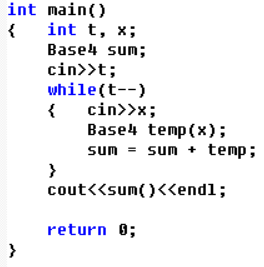 int main()
{   int t, x;
    Base4 sum;
    cin>>t;
    while(t--)
    {   cin>>x;
        Base4 temp(x);
        sum = sum + temp;
    }
    cout<<sum()<<endl;

    return 0;
}